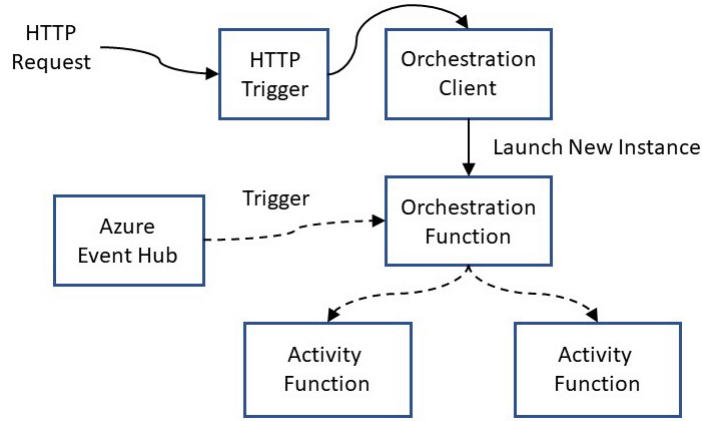 HTTP
Request
HTTP
Trigger
Orchestration
Client
Launch New Instance
Trigger
Azure
Event Hub
Orchestration
Function
Activity
Function
Activity
Function